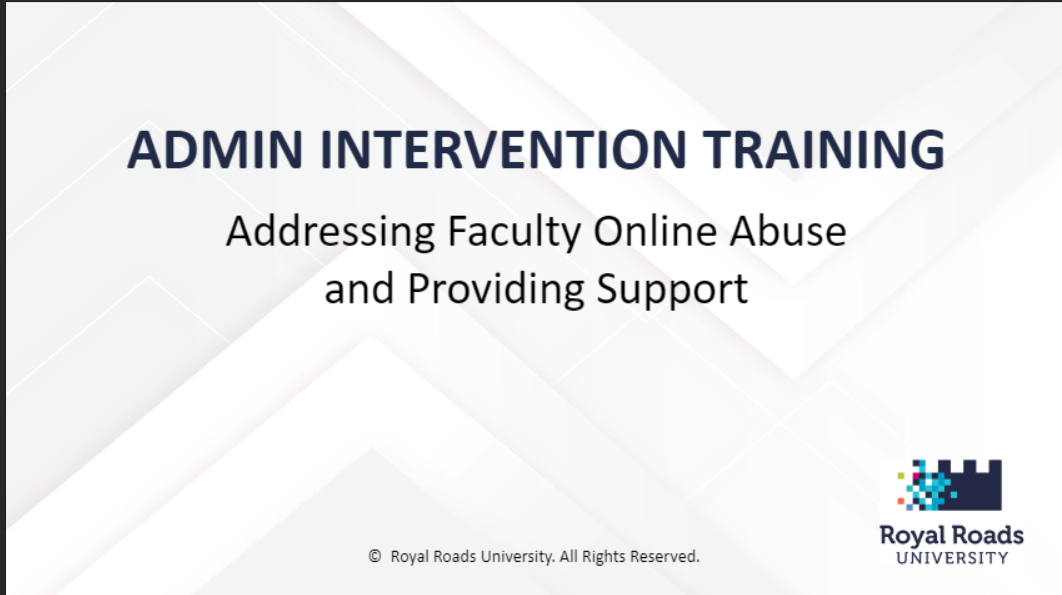 ADMIN INTERVENTION TRAINING
Addressing Faculty Online Abuse
and Providing Support
© Royal Roads University. All Rights Reserved.
Royal Roads
UNIVERSITY